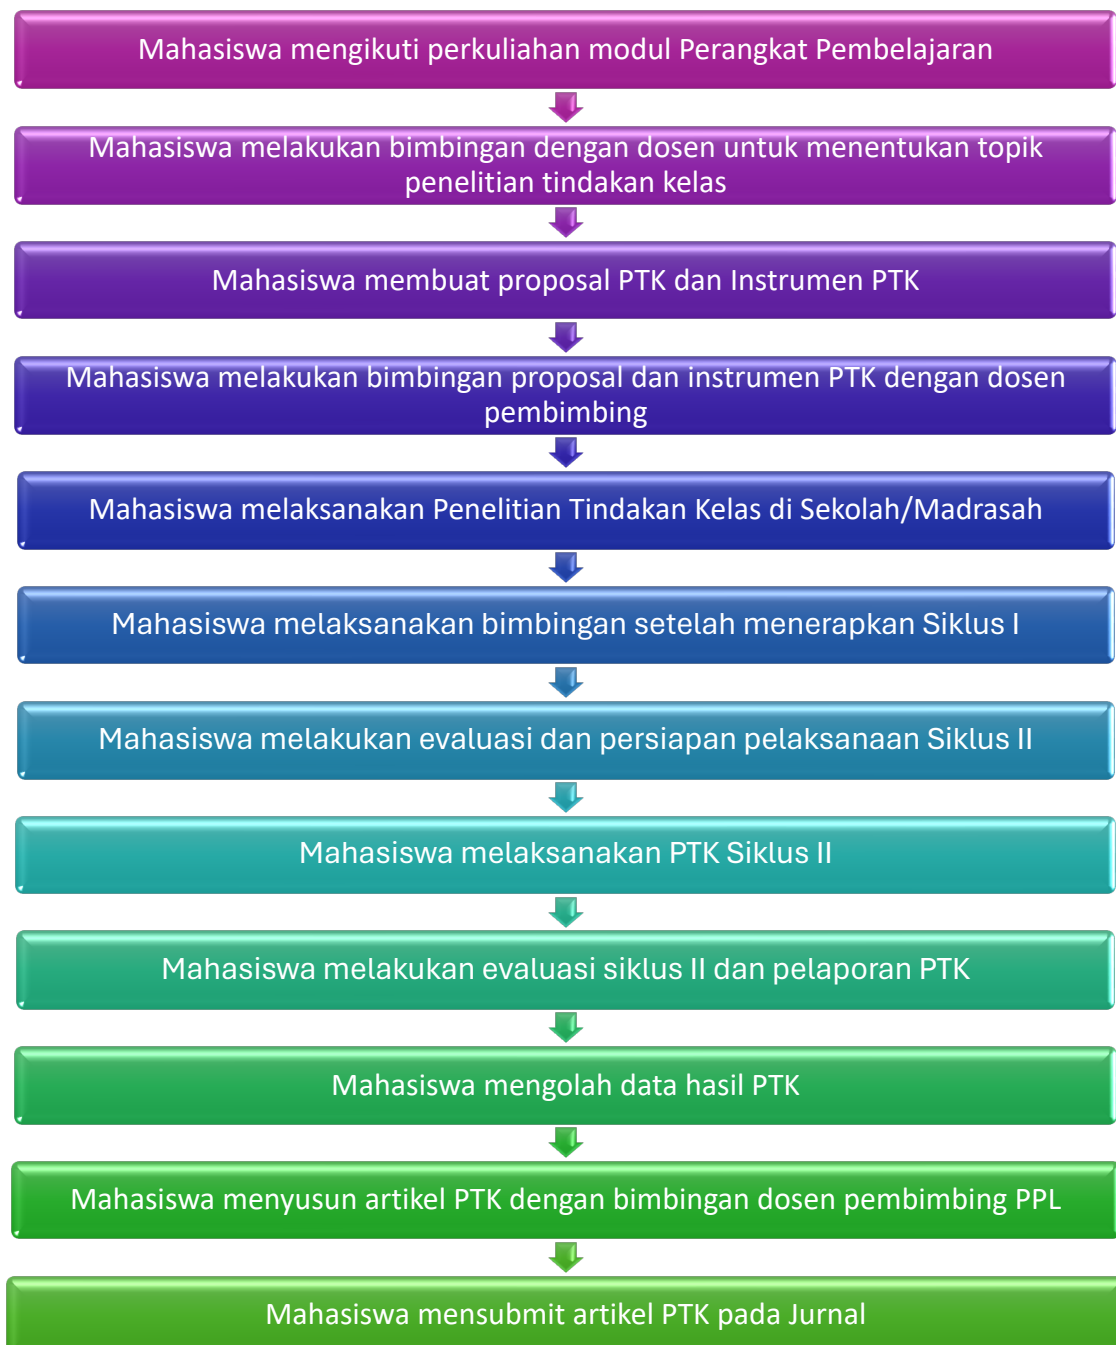 Mahasiswa mengikuti perkuliahan modul Perangkat Pembelajaran
Mahasiswa melakukan bimbingan dengan dosen untuk menentukan topik
penelitian tindakan kelas
Mahasiswa membuat proposal PTK dan Instrumen PTK
Mahasiswa melakukan bimbingan proposal dan instrumen PTK dengan dosen
pembimbing
Mahasiswa melaksanakan Penelitian Tindakan Kelas di Sekolah/Madrasah
Mahasiswa melaksanakan bimbingan setelah menerapkan Siklus I
Mahasiswa melakukan evaluasi dan persiapan pelaksanaan Siklus II
Mahasiswa melaksanakan PTK Siklus II
Mahasiswa melakukan evaluasi siklus II dan pelaporan PTK
Mahasiswa mengolah data hasil PTK
Mahasiswa menyusun artikel PTK dengan bimbingan dosen pembimbing PPL
Mahasiswa mensubmit artikel PTK pada Jurnal